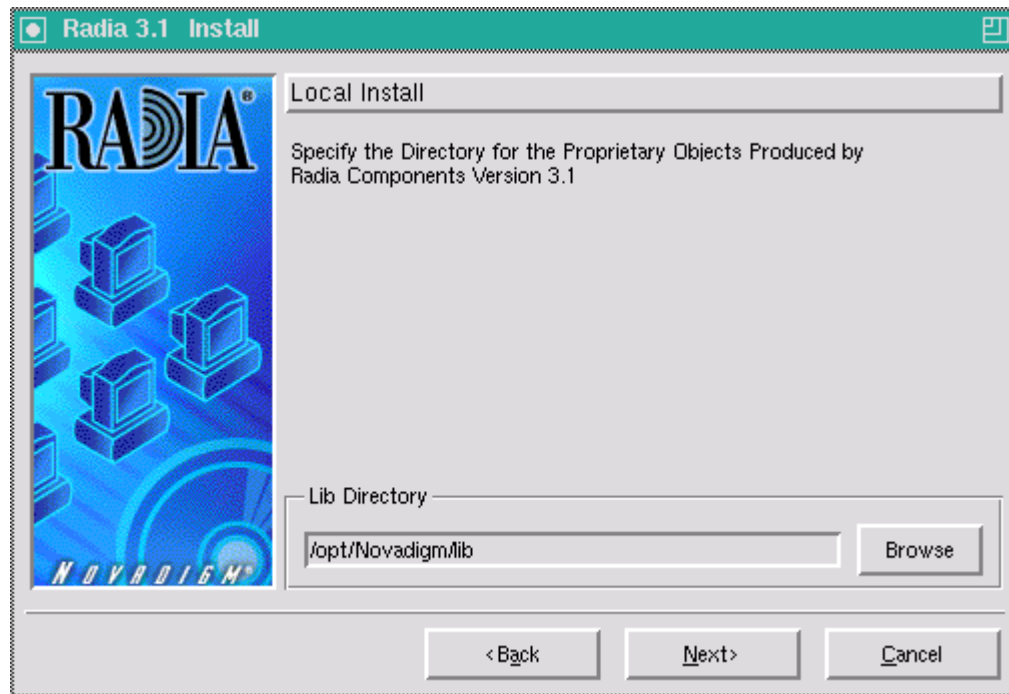 Radia 3.1 Install
RADIA®
Local Install
Specify the Directory for the Proprietary Objects Produced by
Radia Components Version 3.1
Lib Directory
/opt/Novadigm/lib
Browse
NOVADIGM®
<Back
Next>
Cancel